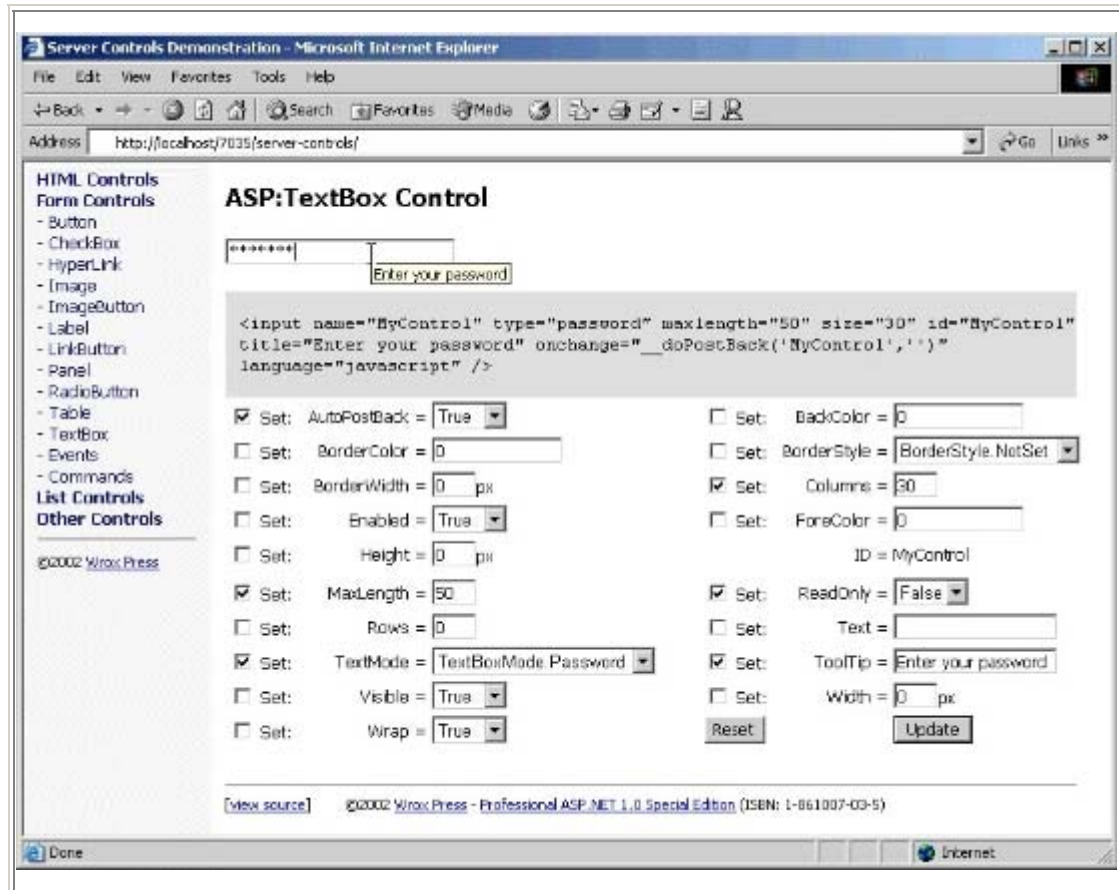 Server Controls Demonstration - Microsoft Internet Explorer
File Edit View Favorites Tools Help
Back Search Favorites Media
Address http://localhost/7035/server-controls/ Go Links »
HTML Controls
Form Controls
- Button
- CheckBox
- HyperLink
- Image
- ImageButton
- Label
- LinkButton
- Panel
- RadioButton
- Table
- TextBox
- Events
- Commands
List Controls
Other Controls
©2002 Wrox Press
ASP:TextBox Control
*******
Enter your password
<input name="MyControl" type="password" maxlength="50" size="30" id="MyControl"
title="Enter your password" onchange="__doPostBack('MyControl','')"
language="javascript" />
Set: AutoPostBack = True Set: BackColor = 0
Set: BorderColor = 0 Set: BorderStyle = BorderStyle.NotSet
Set: BorderWidth = 0 px Set: Columns = 30
Set: Enabled = True Set: ForeColor = 0
Set: Height = 0 px ID = MyControl
Set: MaxLength = 50 Set: ReadOnly = False
Set: Rows = 0 Set: Text =
Set: TextMode = TextBoxMode.Password Set: ToolTip = Enter your password
Set: Visible = True Set: Width = 0 px
Set: Wrap = True Reset Update
[view source] ©2002 Wrox Press - Professional ASP.NET 1.0 Special Edition (ISBN: 1-861007-03-5)
Done Internet